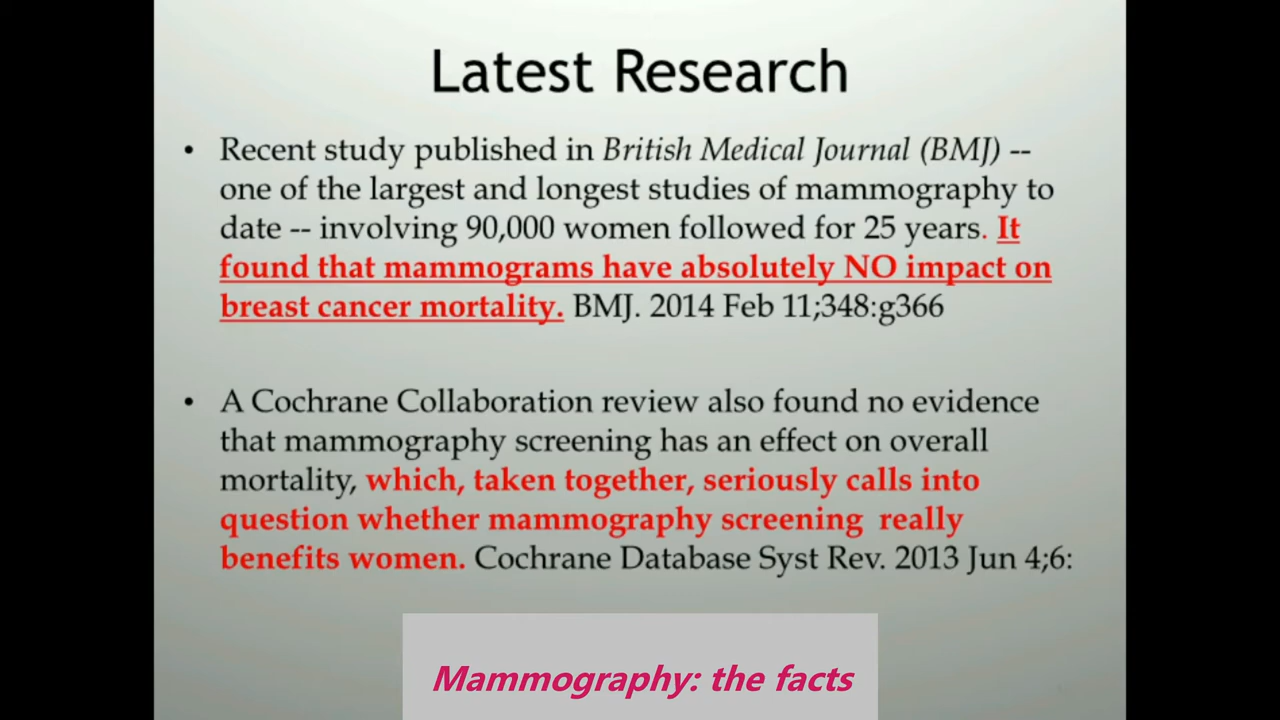 Latest Research
• Recent study published in British Medical Journal (BMJ) --
one of the largest and longest studies of mammography to
date -- involving 90,000 women followed for 25 years. It
found that mammograms have absolutely NO impact on
breast cancer mortality. BMJ. 2014 Feb 11;348:g366
• A Cochrane Collaboration review also found no evidence
that mammography screening has an effect on overall
mortality, which, taken together, seriously calls into
question whether mammography screening  really
benefits women. Cochrane Database Syst Rev. 2013 Jun 4;6:
Mammography: the facts